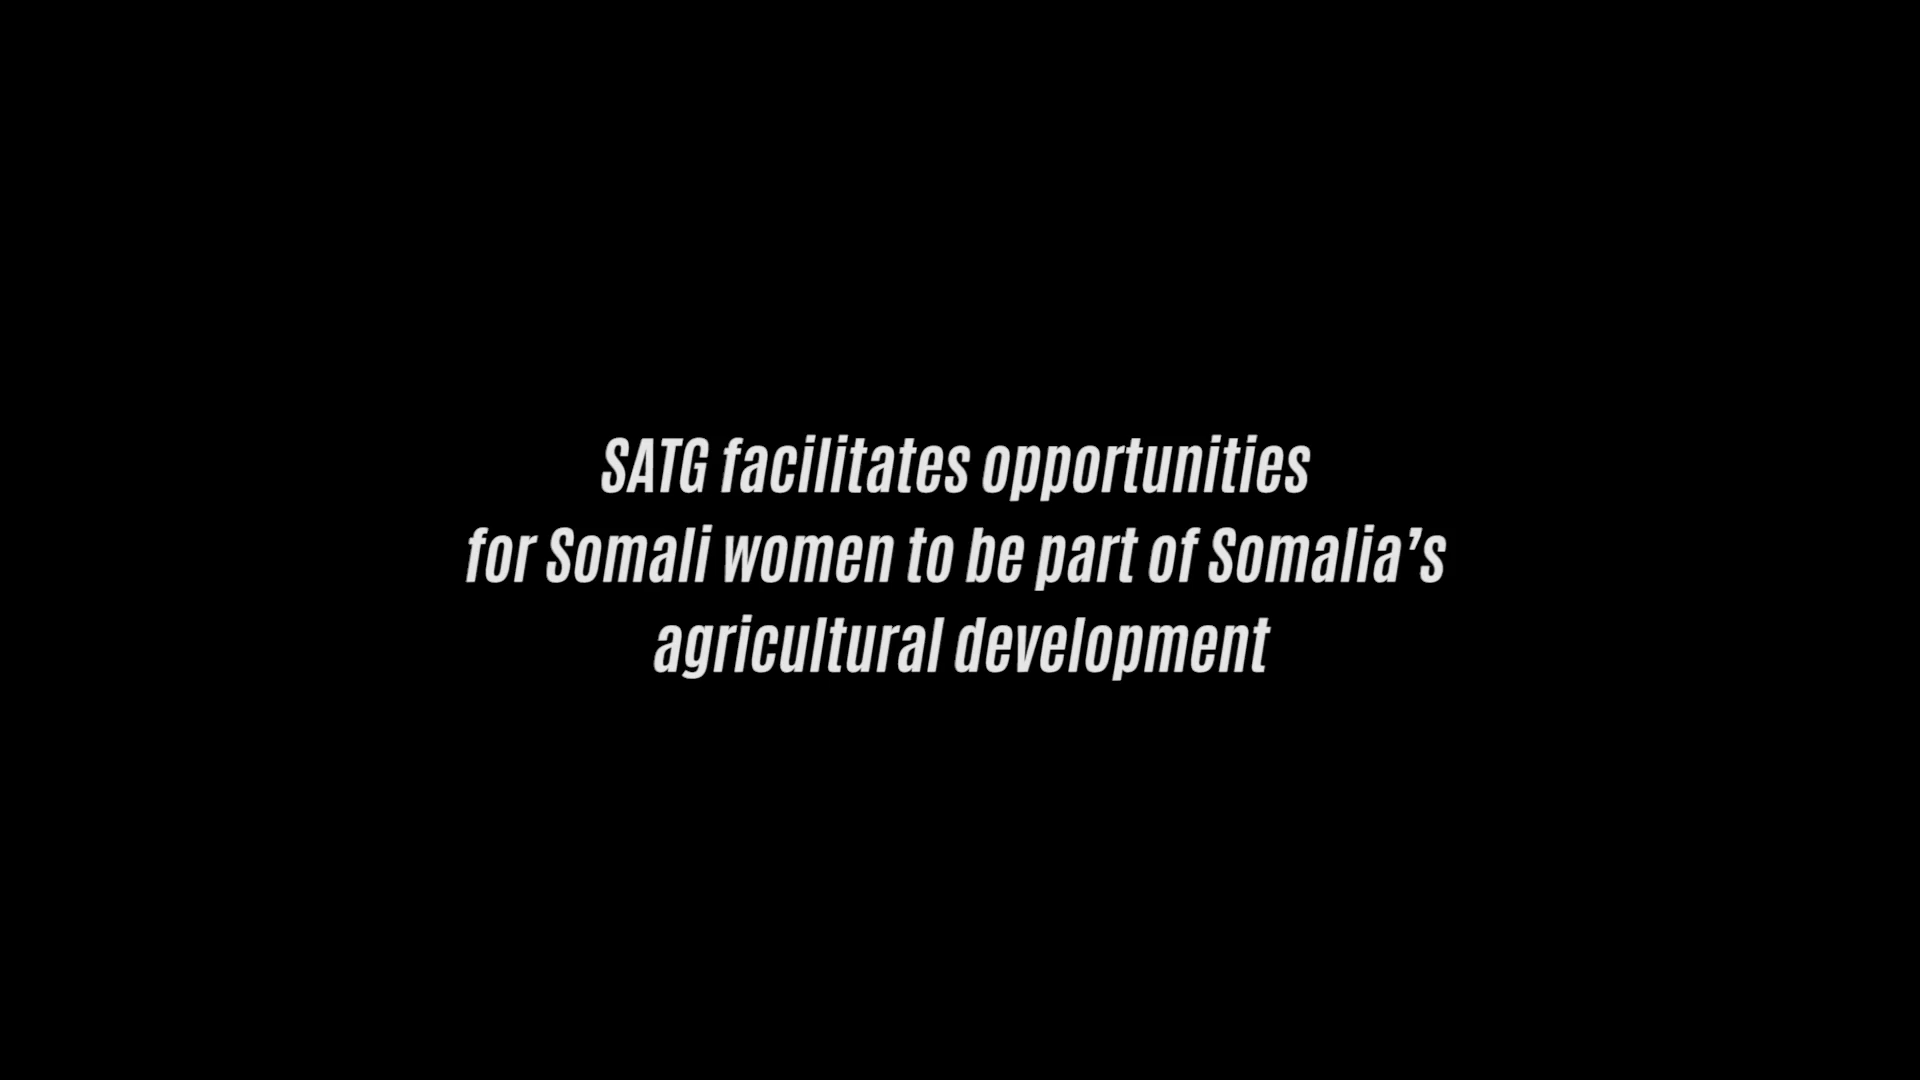 SATG facilitates opportunities
for Somali women to be part of Somalia’s
agricultural development